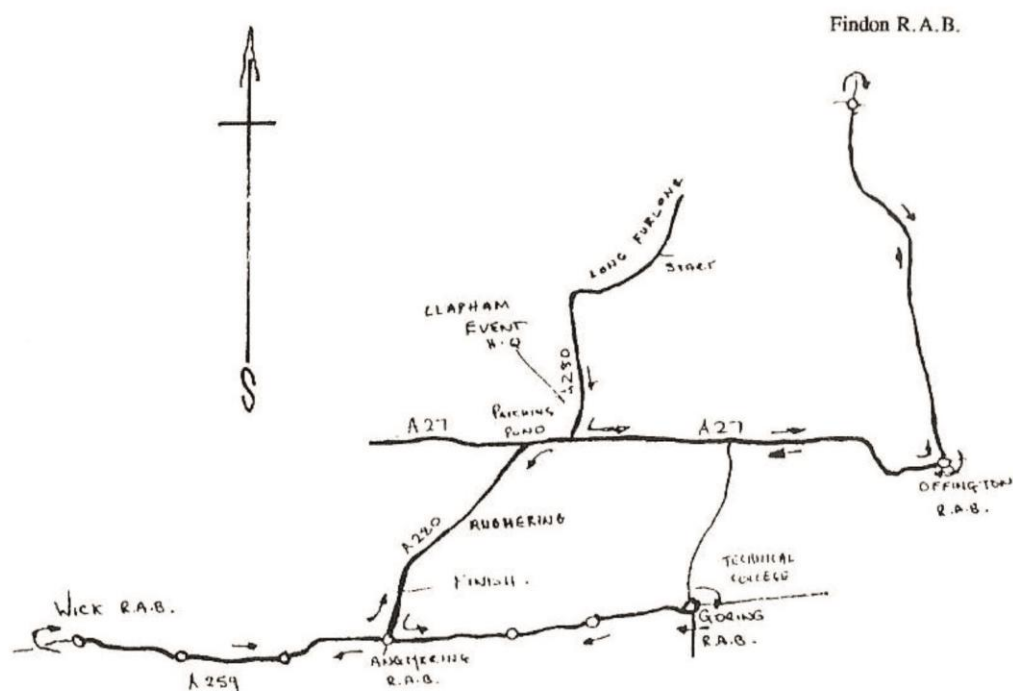 Findon R.A.B.
LONG FURLONG
START
CLAPHAM
EVENT
H.Q
A280
PATCHING
POND
A27
A27
S
OFFINGTON
R.A.B.
A280
ANGMERING
FINISH.
TECHNICAL
COLLEGE
WICK R.A.B.
GORING
R.A.B.
ANGMERING
R.A.B.
A259